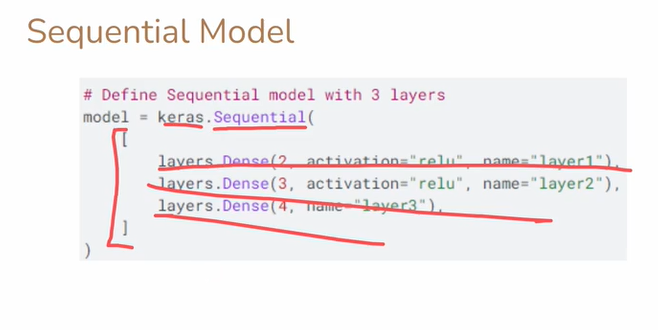 Sequential Model
# Define Sequential model with 3 layers
model = keras.Sequential(
[
layers.Dense(2, activation="relu", name="layer1"),
layers.Dense(3, activation="relu", name="layer2"),
layers.Dense(4, name="layer3"),
]
)